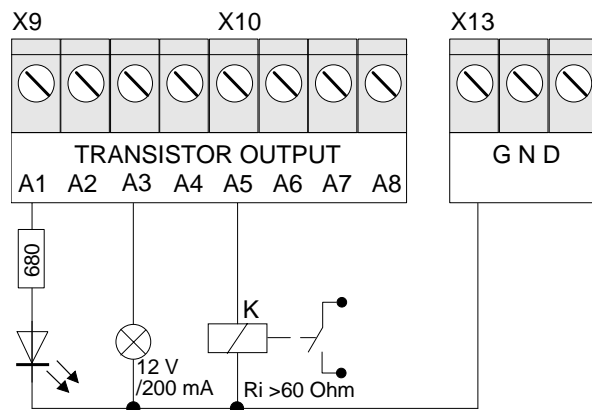 X9 X10 X13
TRANSISTOR OUTPUT G N D
A1 A2 A3 A4 A5 A6 A7 A8
680
K
12 V
/200 mA Ri >60 Ohm